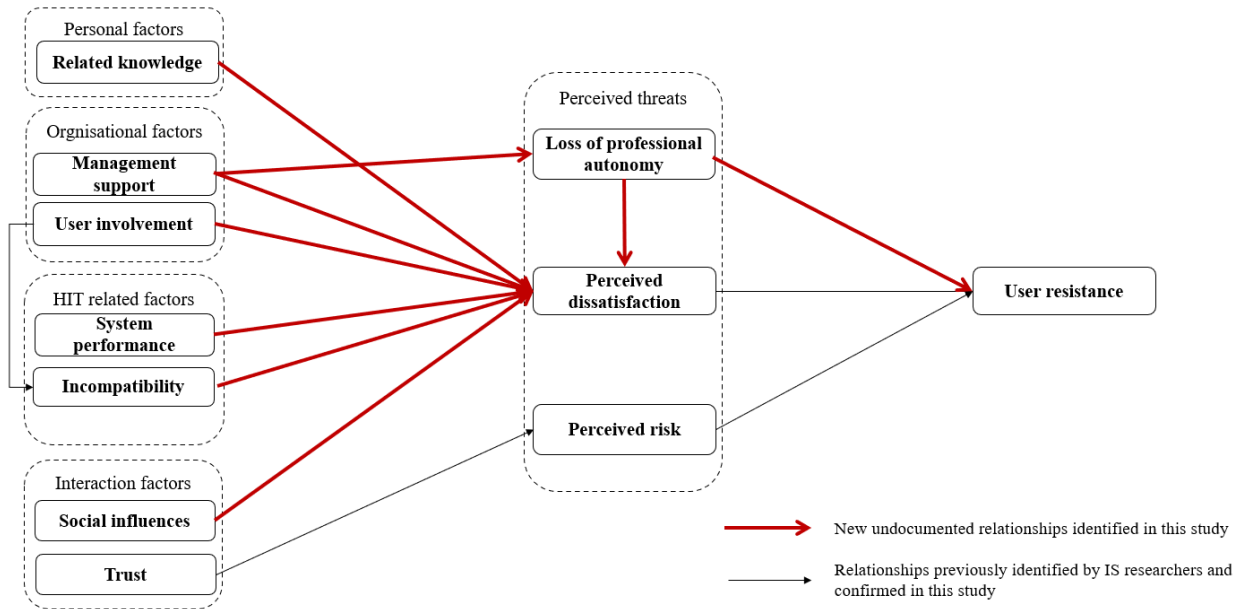 Personal factors
Related knowledge
Orgnisational factors
Management
support
User involvement
HIT related factors
System
performance
Incompatibility
Interaction factors
Social influences
Trust
Perceived threats
Loss of professional
autonomy
Perceived
dissatisfaction
Perceived risk
User resistance
New undocumented relationships identified in this study
Relationships previously identified by IS researchers and
confirmed in this study